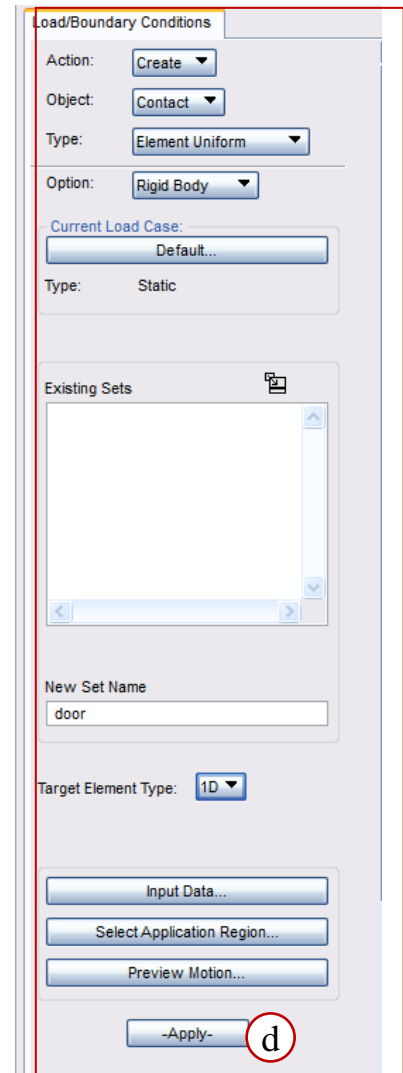 Load/Boundary Conditions
Action: Create
Object: Contact
Type: Element Uniform
Option: Rigid Body
Current Load Case:
Default...
Type: Static
Existing Sets
New Set Name
door
Target Element Type: 1D
Input Data...
Select Application Region...
Preview Motion...
-Apply- d